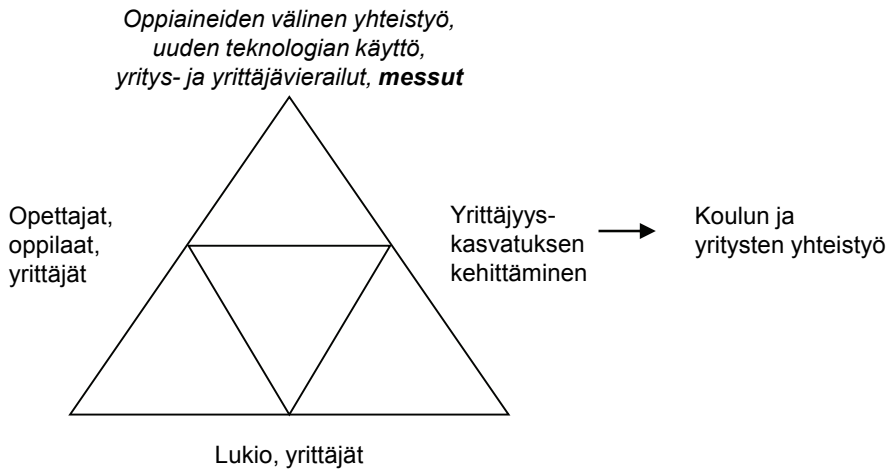 Oppiaineiden välinen yhteistyö,
uuden teknologian käyttö,
yritys- ja yrittäjävierailut, messut
Opettajat,
oppilaat,
yrittäjät
Yrittäjyys-
kasvatuksen
kehittäminen
Koulun ja
yritysten yhteistyö
Lukio, yrittäjät